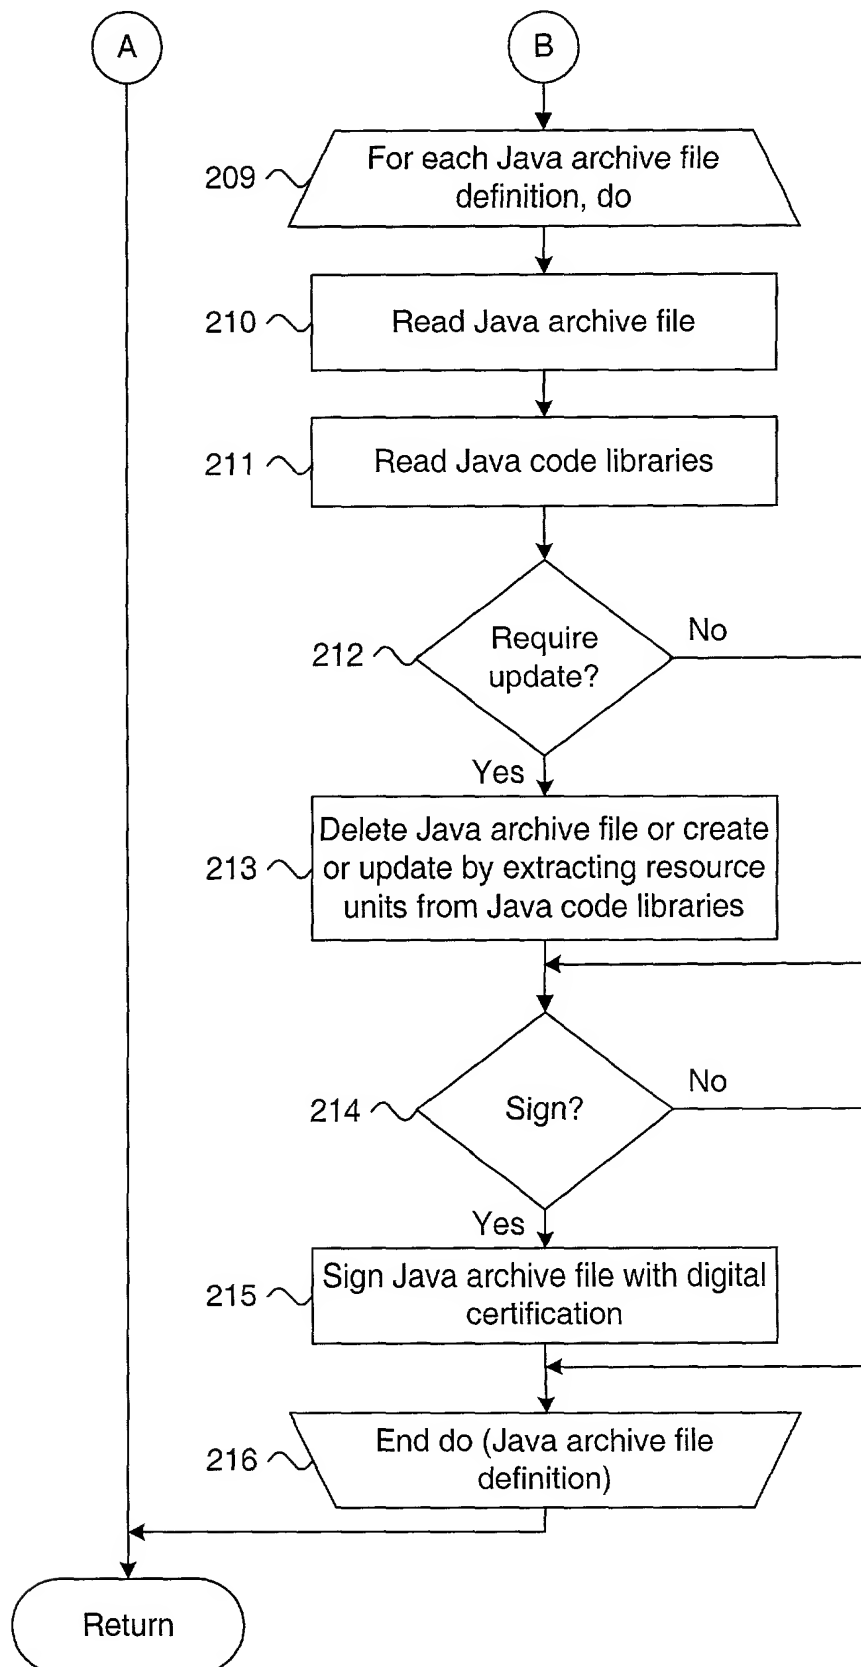 A
B
209
For each Java archive file
definition, do
210
Read Java archive file
211
Read Java code libraries
212
Require
update?
No
Yes
213
Delete Java archive file or create
or update by extracting resource
units from Java code libraries
214
Sign?
No
Yes
215
Sign Java archive file with digital
certification
216
End do (Java archive file
definition)
Return